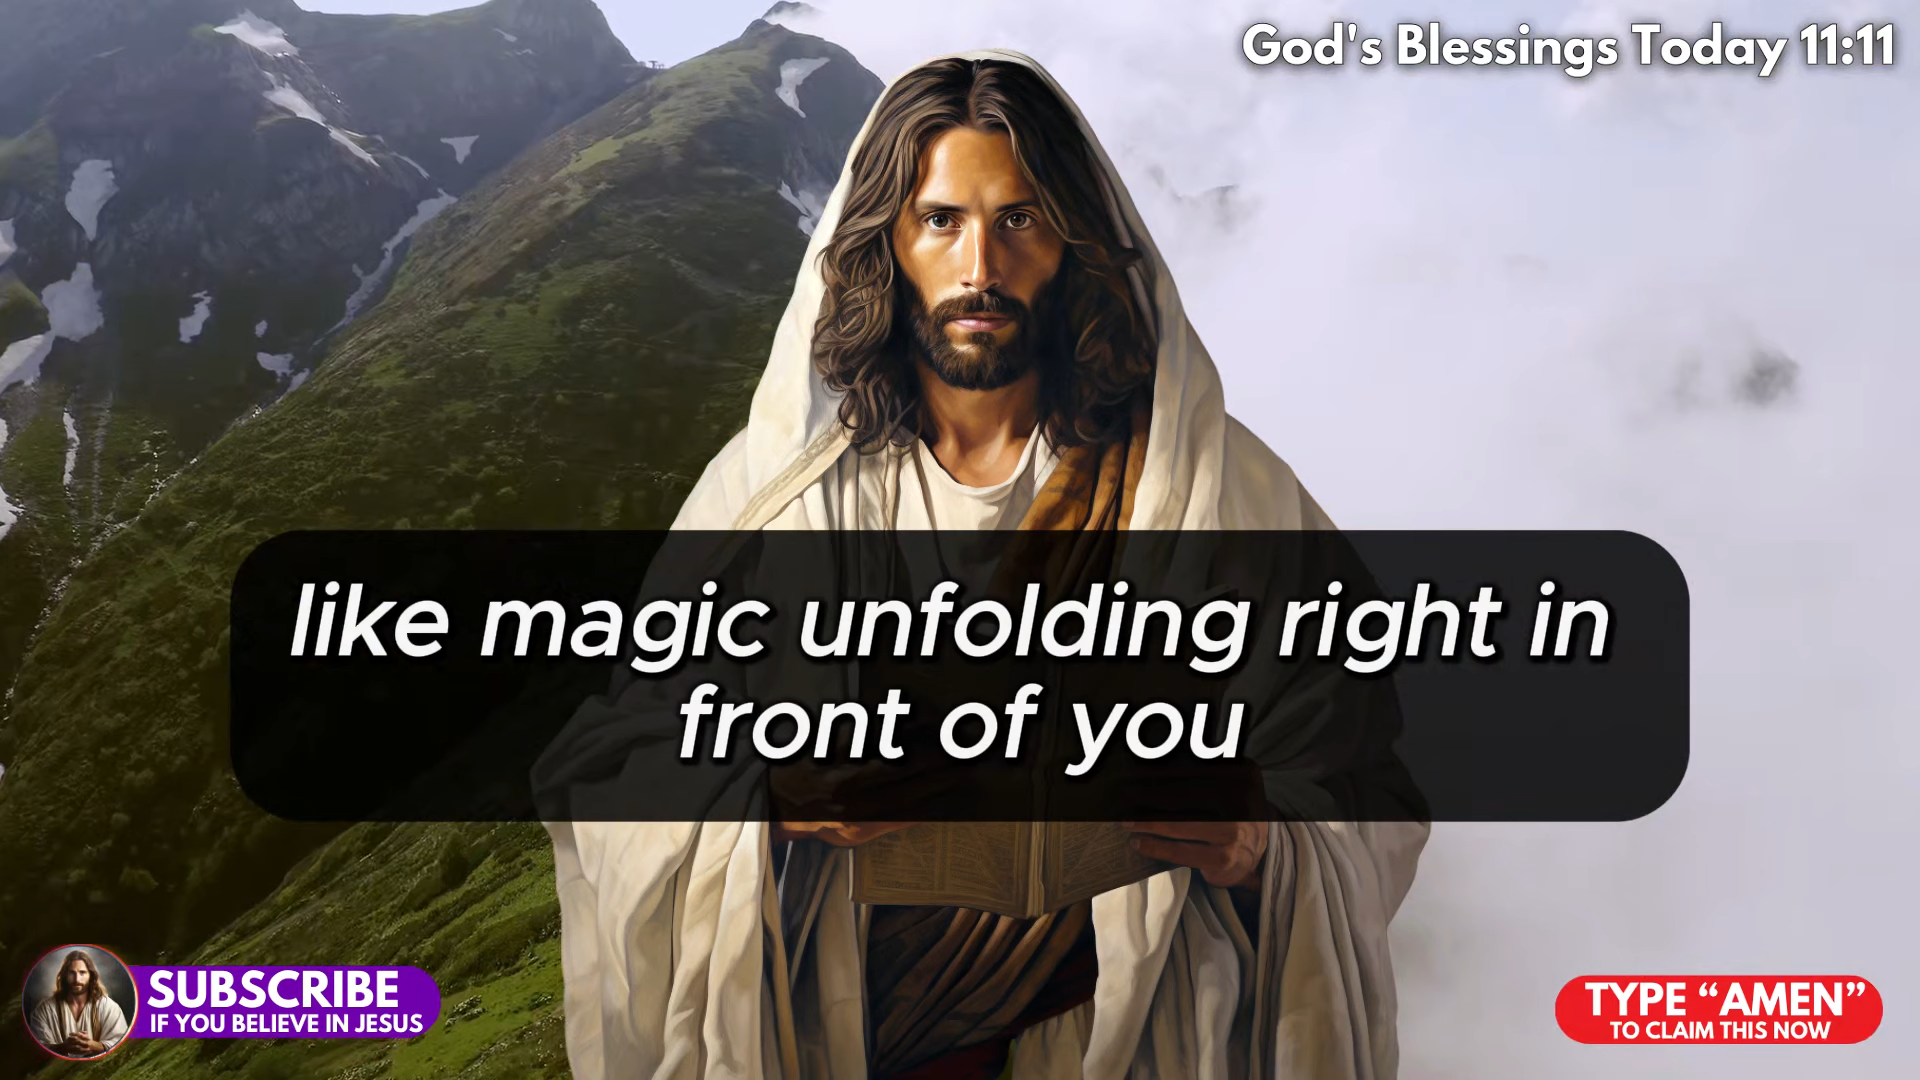 God's Blessings Today 11:11
like magic unfolding right in
front of you
SUBSCRIBE
IF YOU BELIEVE IN JESUS
TYPE “AMEN”
TO CLAIM THIS NOW